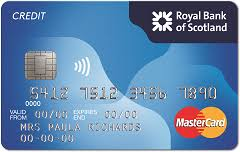 CREDIT
Royal Bank
of Scotland
5412 7512 3456 7890
0000
VALID FROM 00/00 EXPIRES END 00/00
MRS PAULA RICHARDS
00-00-00
MasterCard